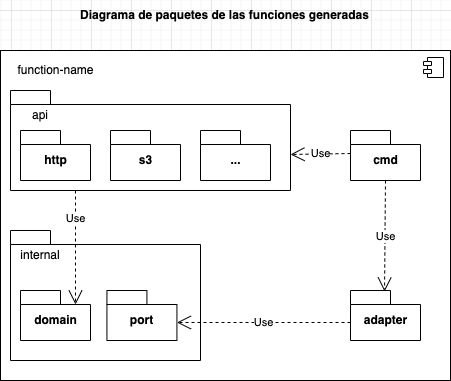 Diagrama de paquetes de las funciones generadas
function-name
api
http
s3
...
Use
cmd
Use
Use
internal
domain
port
Use
adapter